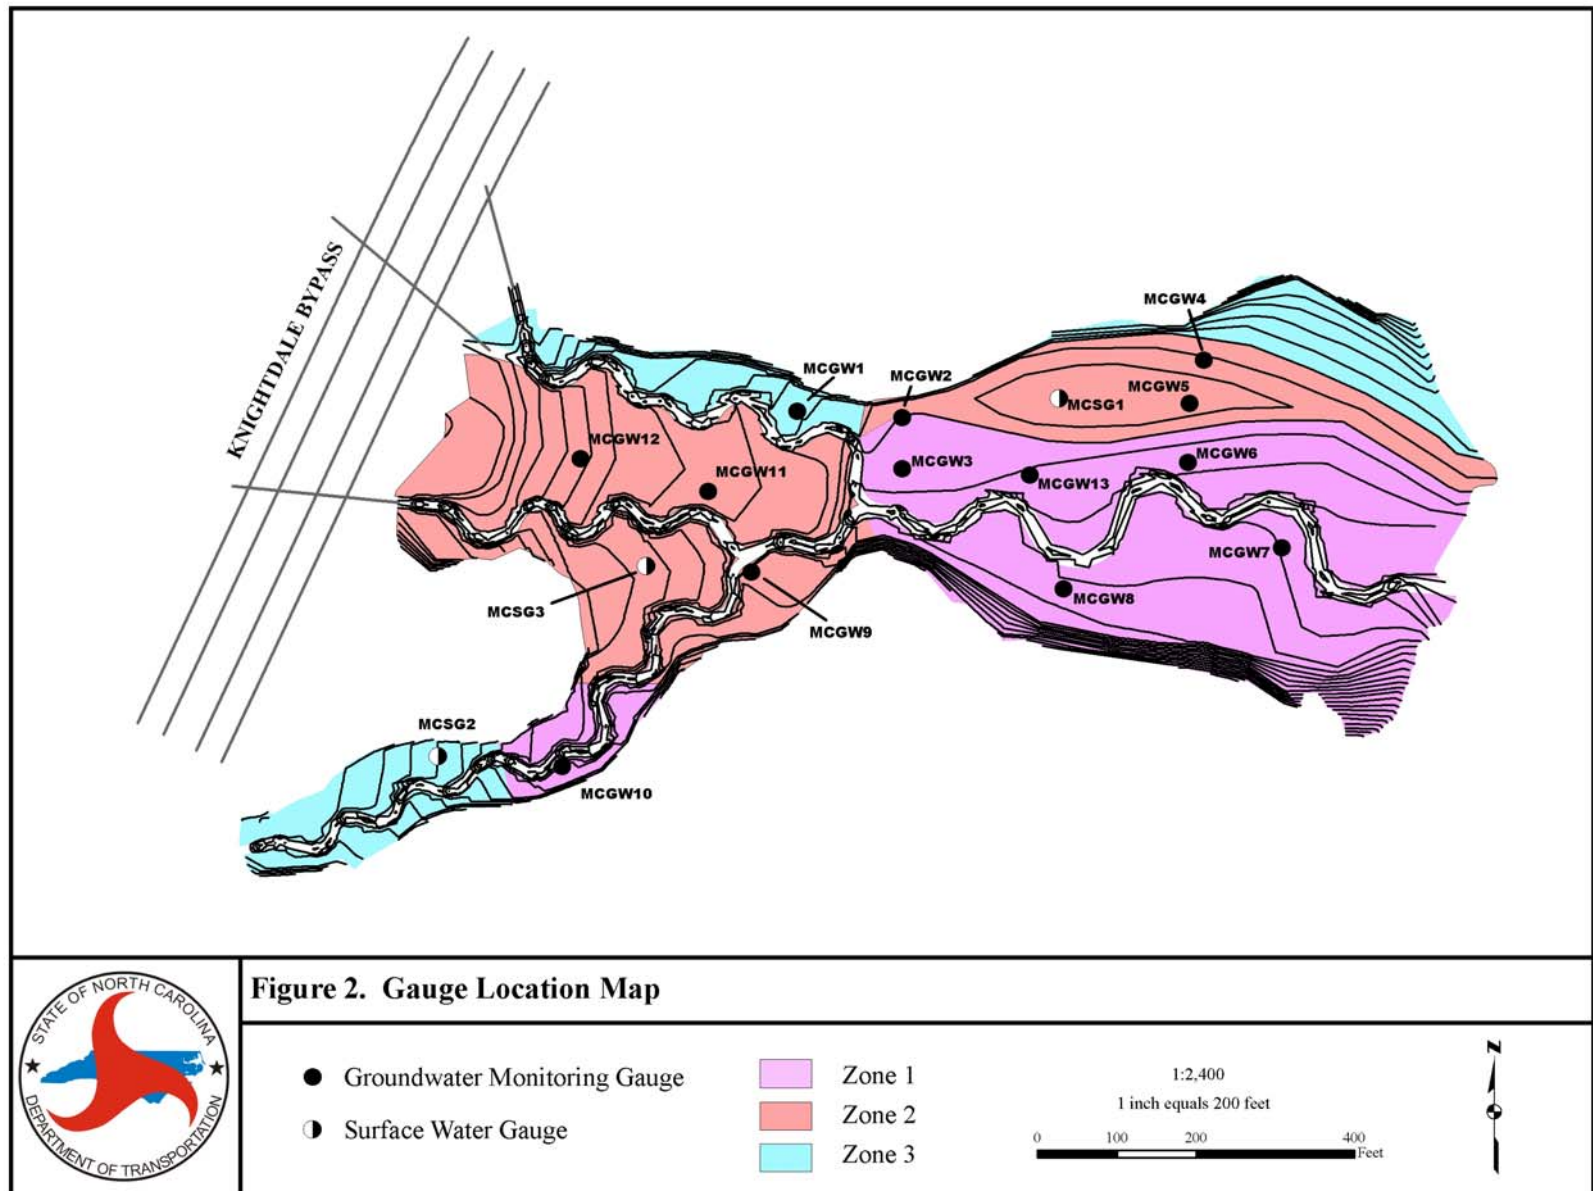 KNIGHTDALE BYPASS
MCGW4
MCGW1
MCGW2
MCGW5
MCSG1
MCGW12
MCGW11
MCGW3
MCGW6
MCGW13
MCGW7
MCSG3
MCGW8
MCGW9
MCSG2
MCGW10
STATE OF NORTH CAROLINA
DEPARTMENT OF TRANSPORTATION
Figure 2. Gauge Location Map
Groundwater Monitoring Gauge
Surface Water Gauge
Zone 1
Zone 2
Zone 3
1:2,400
1 inch equals 200 feet
0 100 200 400
Feet
N